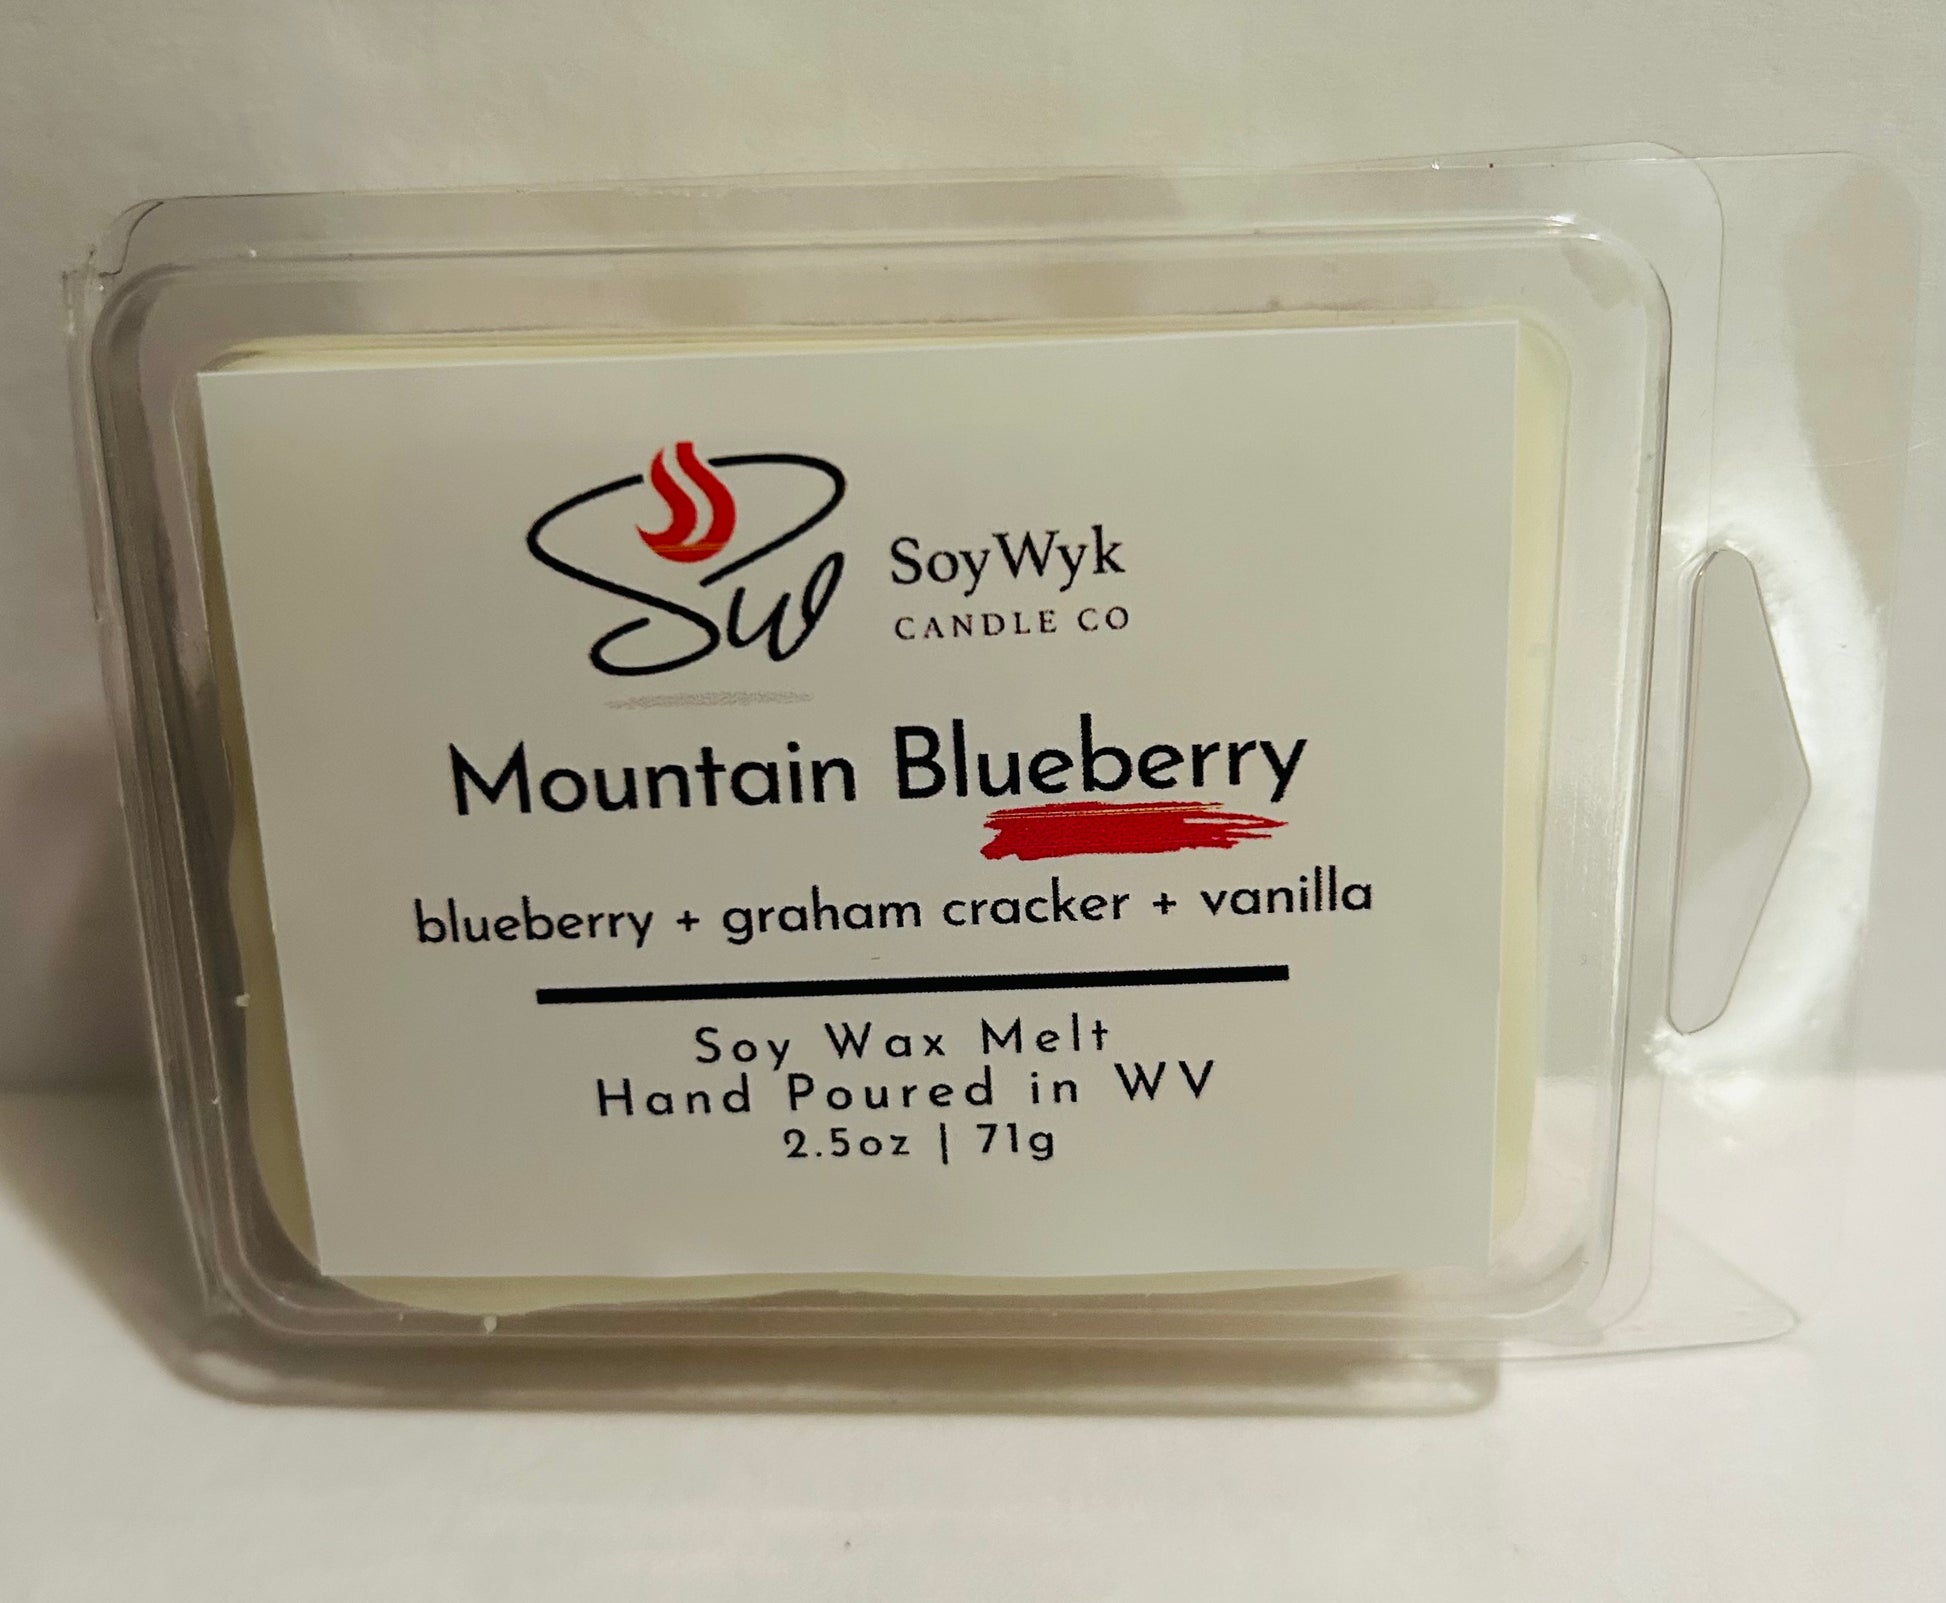 Sw
SoyWyk
CANDLE CO
Mountain Blueberry
blueberry + graham cracker + vanilla
Soy Wax Melt
Hand Poured in WV
2.5oz | 71g